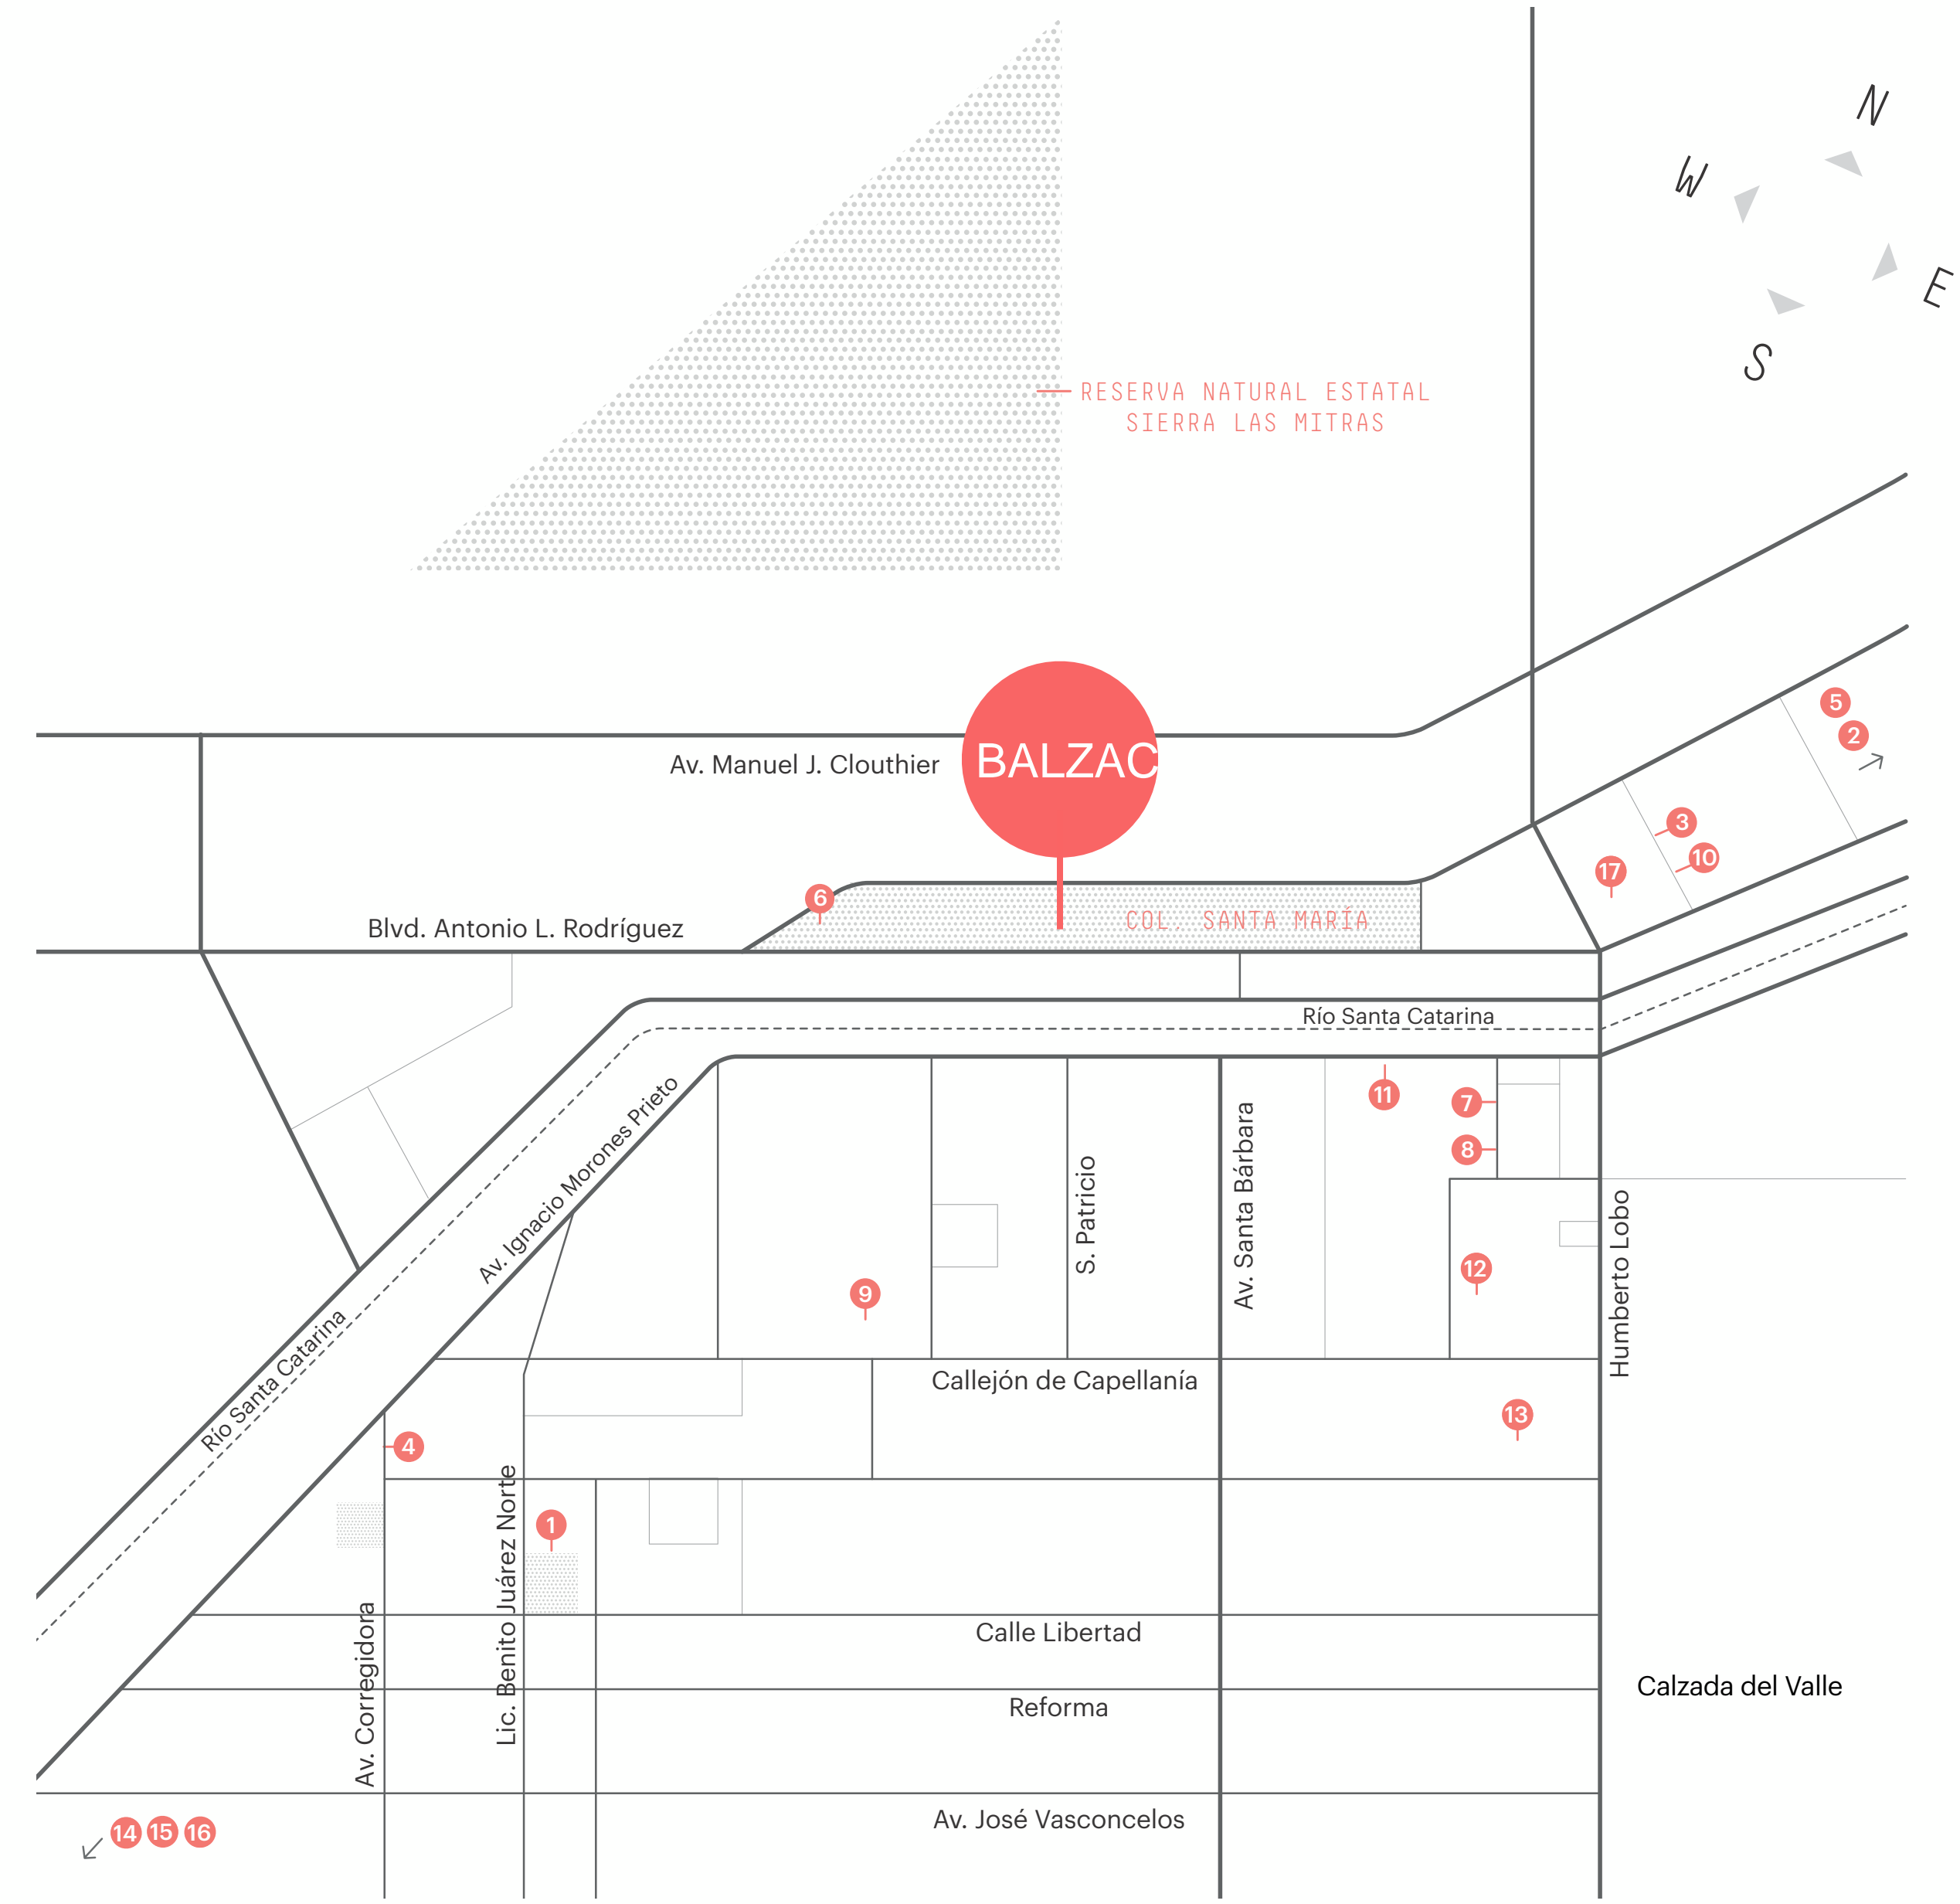 N
W
E
S
RESERVA NATURAL ESTATAL
SIERRA LAS MITRAS
5
2
BALZAC
Av. Manuel J. Clouthier
3
10
17
6
COL. SANTA MARÍA
Blvd. Antonio L. Rodríguez
Río Santa Catarina
Av. Ignacio Morones Prieto
11
7
8
S. Patricio
Av. Santa Bárbara
Humberto Lobo
12
9
Río Santa Catarina
Callejón de Capellanía
13
4
Lic. Benito Juárez Norte
1
Av. Corregidora
Calle Libertad
Calzada del Valle
Reforma
Av. José Vasconcelos
14 15 16